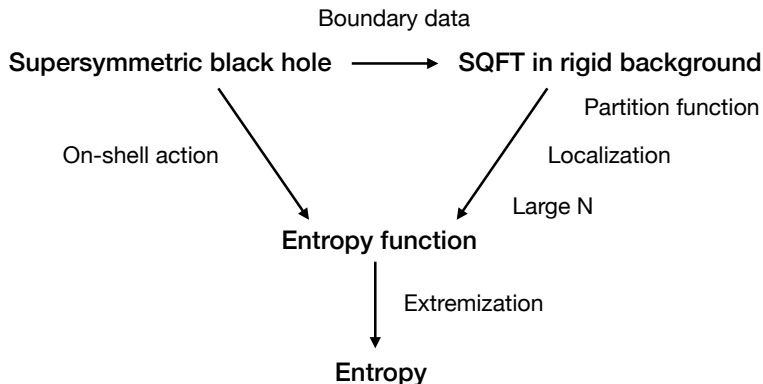 Boundary data
Supersymmetric black hole
SQFT in rigid background
Partition function
On-shell action
Localization
Large N
Entropy function
Extremization
Entropy